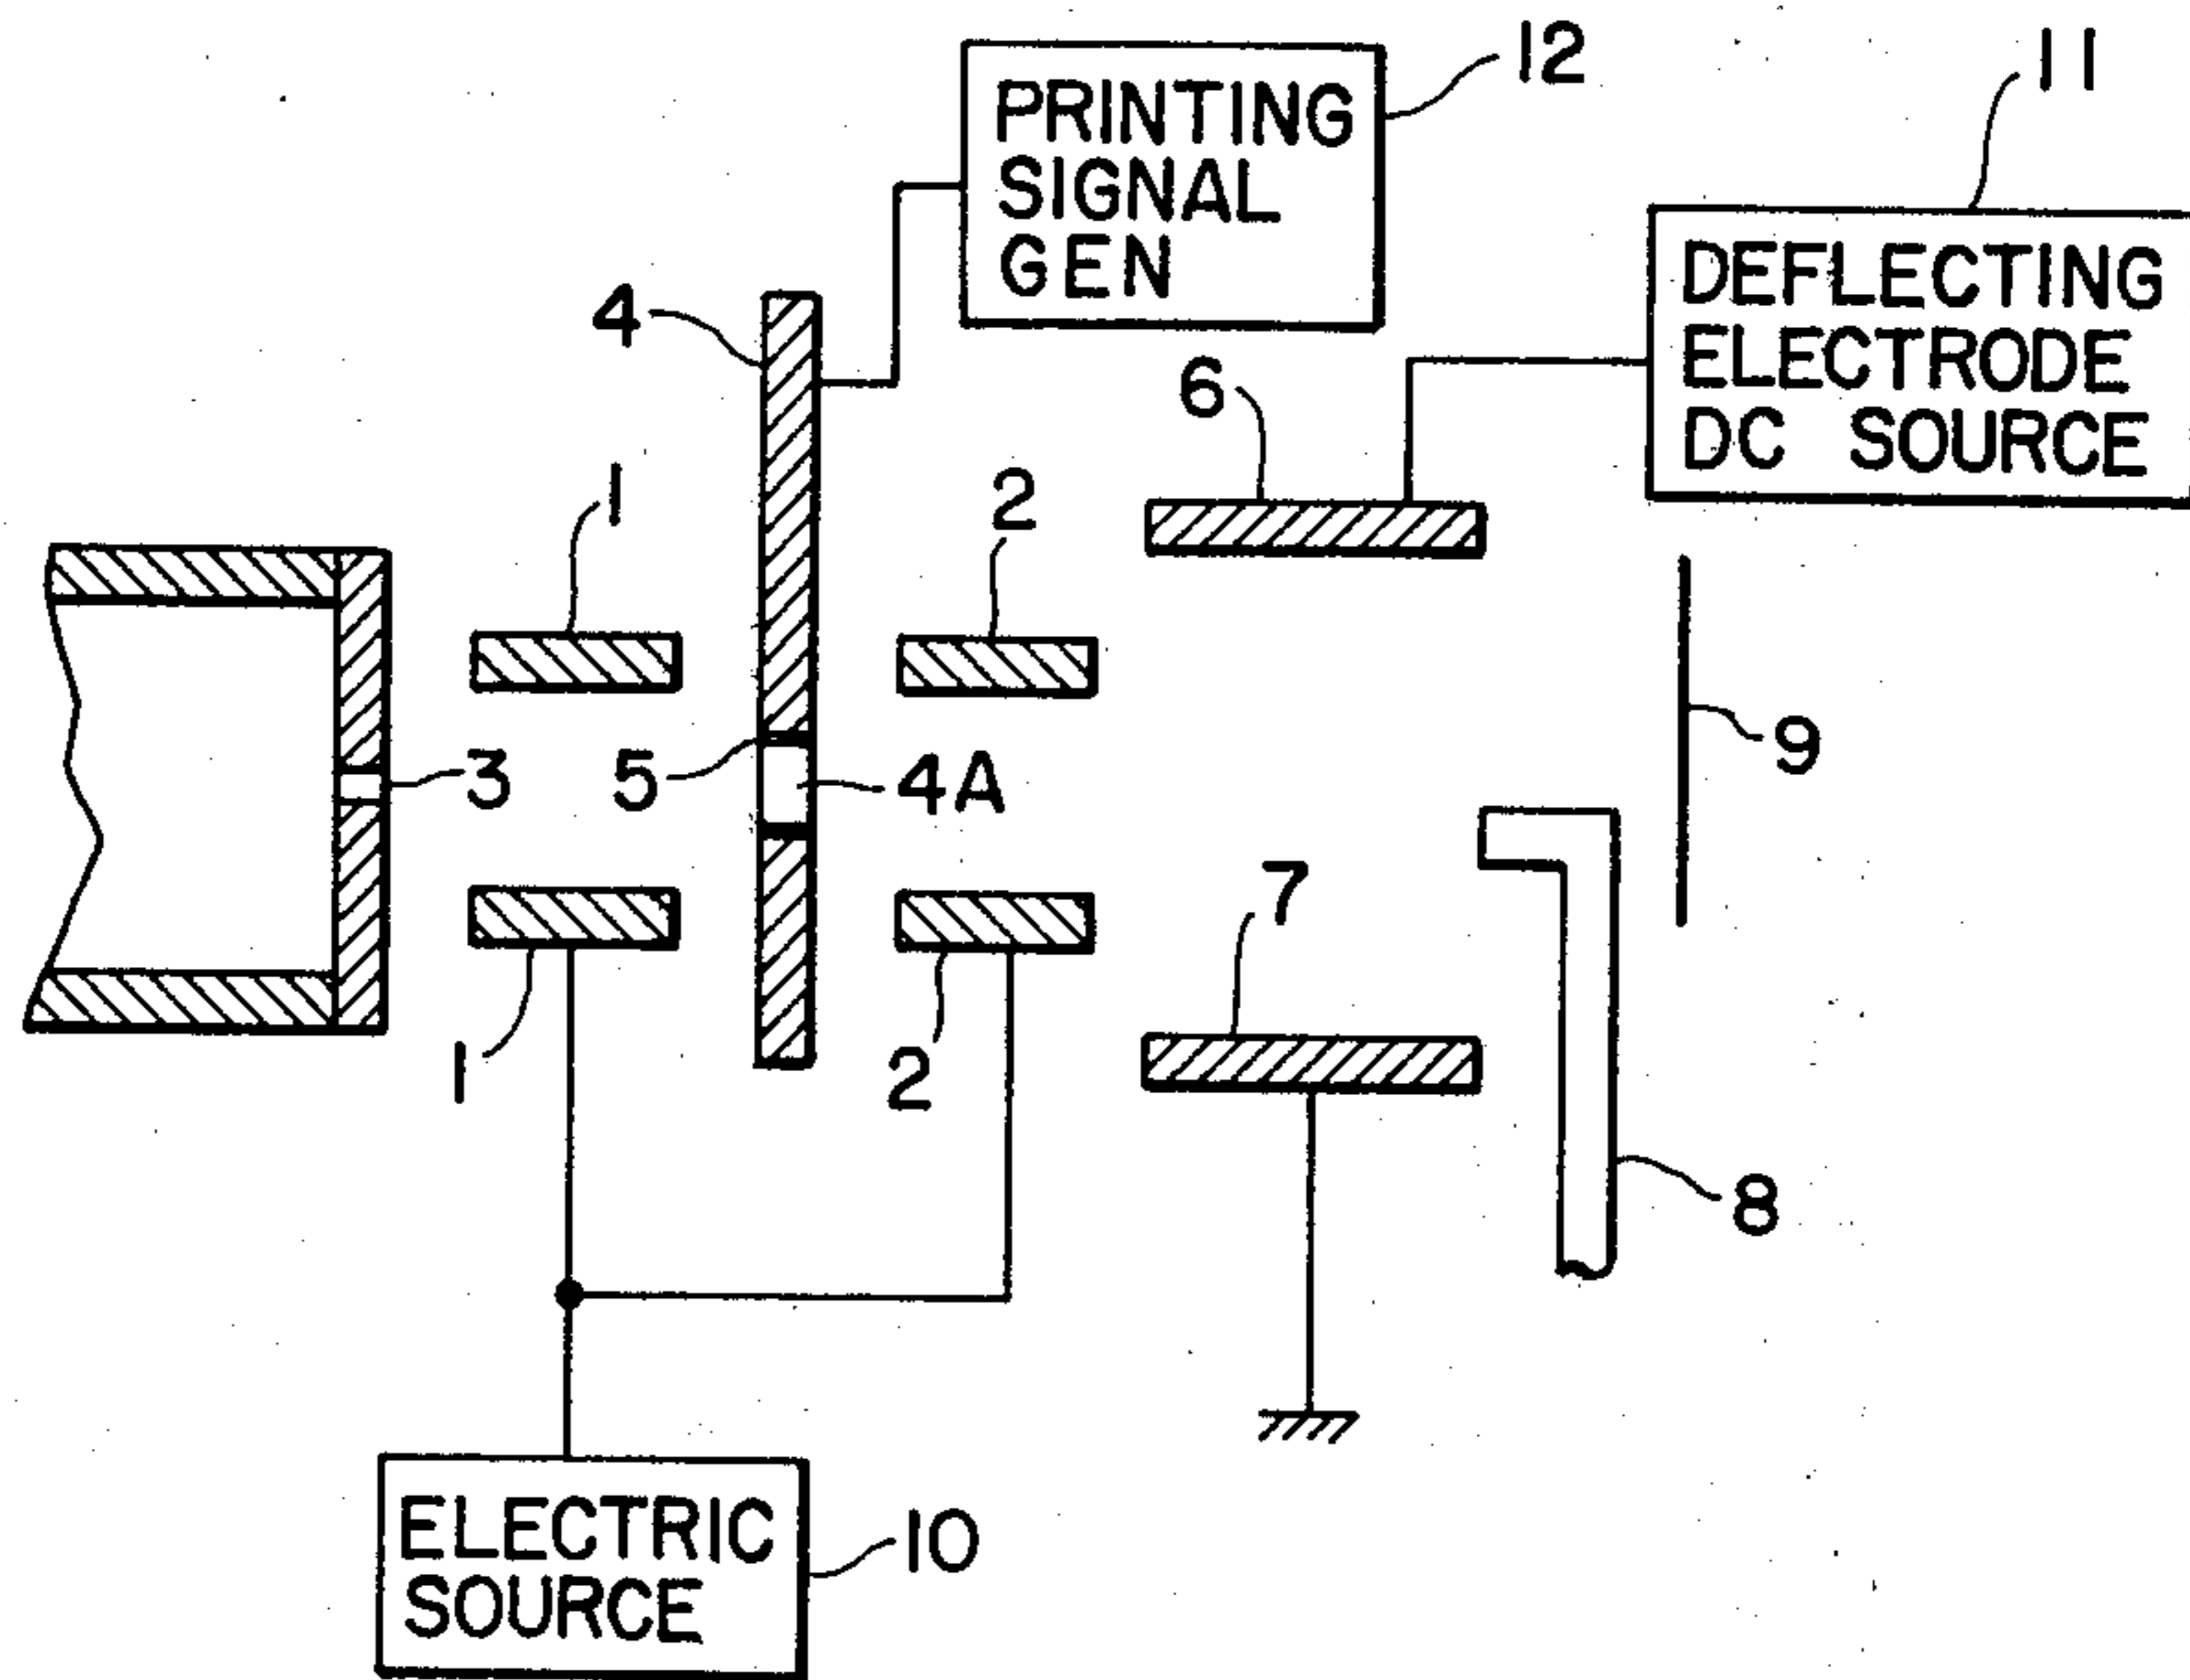 12
11
PRINTING
SIGNAL
GEN
DEFLECTING
ELECTRODE
DC SOURCE
4
6
1
2
3
5
4A
9
7
1
2
8
ELECTRIC
SOURCE
10